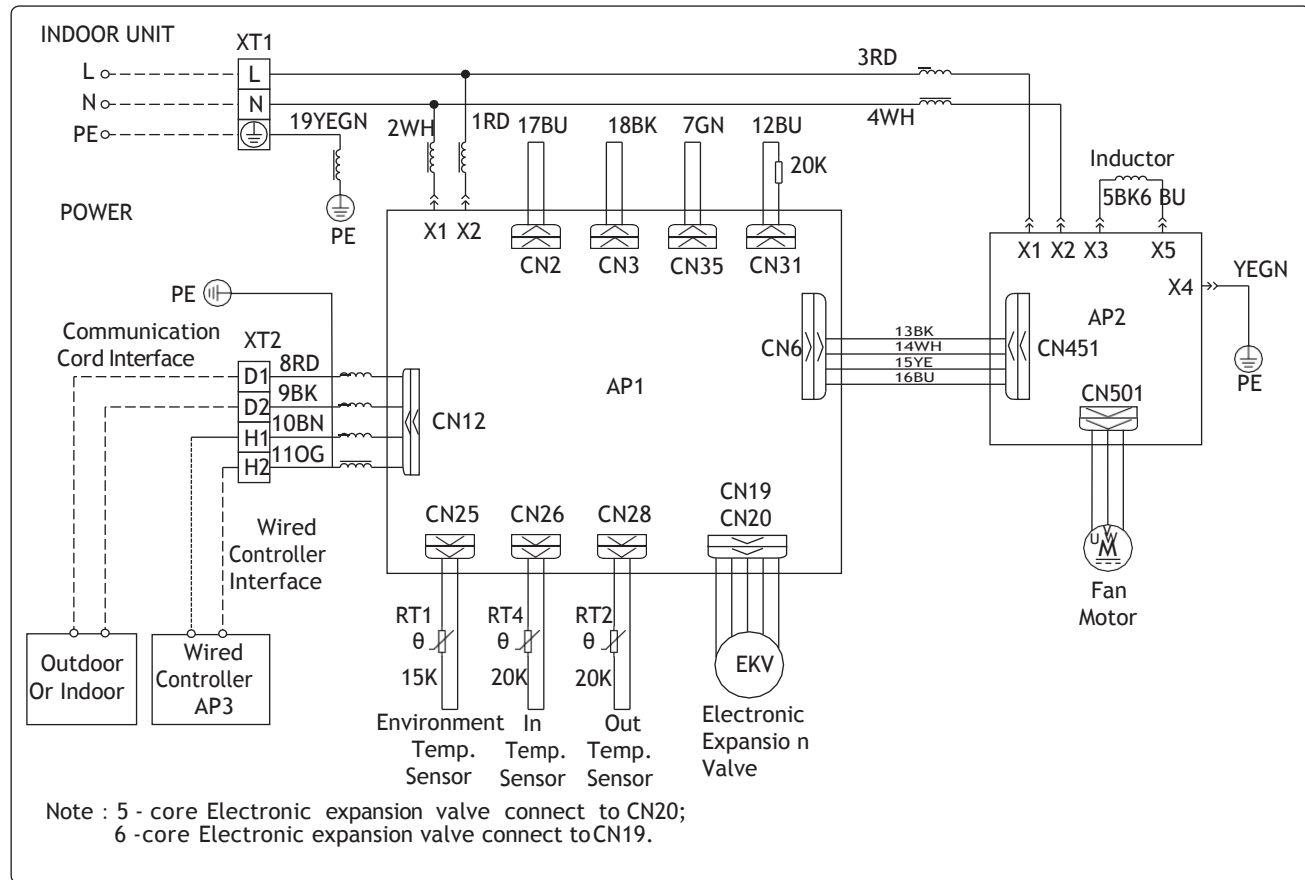 INDOOR UNIT
XT1
L
L
N
N
PE
19YEGN
PE
POWER
2WH
1RD
17BU
18BK
7GN
12BU
20K
3RD
4WH
Inductor
5BK6 BU
X1 X2
CN2
CN3
CN35
CN31
X1
X2
X3
X5
X4
YEGN
PE
AP2
PE
Communication
Cord Interface
XT2
D1
D2
H1
H2
8RD
9BK
10BN
11OG
CN12
AP1
CN6
13BK
14WH
15YE
16BU
CN451
CN501
U
V
W
M
Fan
Motor
Wired
Controller
Interface
Outdoor
Or Indoor
Wired
Controller
AP3
CN25
CN26
CN28
CN19
CN20
RT1
θ
15K
RT4
θ
20K
RT2
θ
20K
EKV
Environment
Temp.
Sensor
In
Temp.
Sensor
Out
Temp.
Sensor
Electronic
Expansio n
Valve
Note : 5 - core Electronic expansion valve connect to CN20;
6 -core Electronic expansion valve connect toCN19.